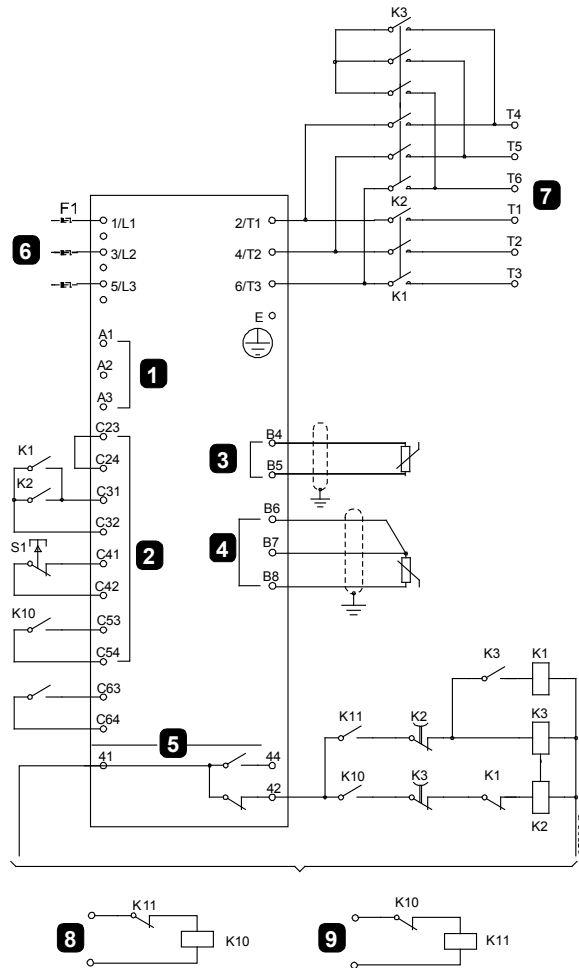 K3
T4
T5
T6
7
K2
T1
T2
T3
K1
F1
6
1/L1
2/T1
3/L2
4/T2
5/L3
6/T3
E
A1
A2
A3
1
C23
C24
K1
K2
C31
C32
S1
C41
C42
2
K10
C53
C54
C63
C64
B4
B5
3
B6
B7
B8
4
5
41
44
42
K3
K1
K11
K2
K3
K10
K3
K1
K2
8
K11
K10
9
K10
K11